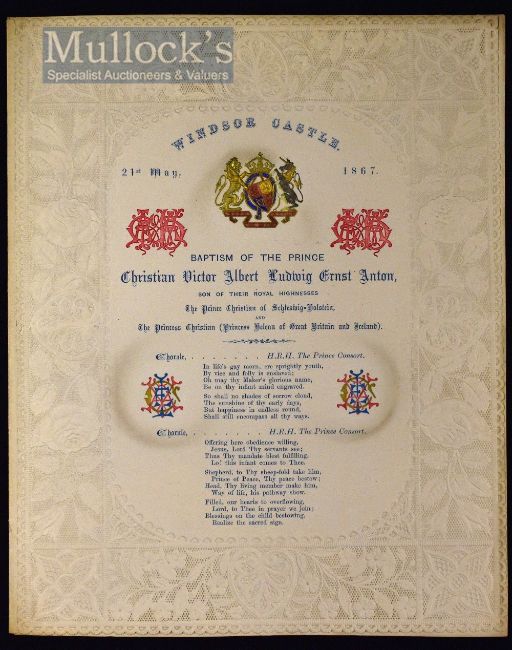 Mullock's
Specialist Auctioneers & Valuers
WINDSOR CASTLE.
21st May, 1867.
BAPTISM OF THE PRINCE
Christian Victor Albert Ludwig Ernst Anton,
SON OF THEIR ROYAL HIGHNESSES
The Prince Christian of Schleswig-Holstein,
AND
The Princess Christian (Princess Helena of Great Britain and Ireland).
Chorale, . . . . . . . H.R.H. The Prince Consort.
In life's gay morn, ere sprightly youth,
By vice and folly is enslaved;
Oh may thy Maker's glorious name,
Be on thy infant mind engraved.
So shall no shades of sorrow cloud,
The sunshine of thy early days,
But happiness in endless round,
Shall still encompass all thy ways.
Chorale, . . . . . . . H.R.H. The Prince Consort.
Offering here obedience willing,
Jesus, Lord Thy servants see;
Thus Thy mandate blest fulfilling,
Lo! this infant comes to Thee.
Shepherd, to Thy sheep-fold take him,
Prince of Peace, Thy peace bestow;
Head, Thy living member make him,
Way of life, his pathway show.
Filled, our hearts to overflowing,
Lord, to Thee in prayer we join;
Blessings on the child bestowing,
Realize the sacred sign.